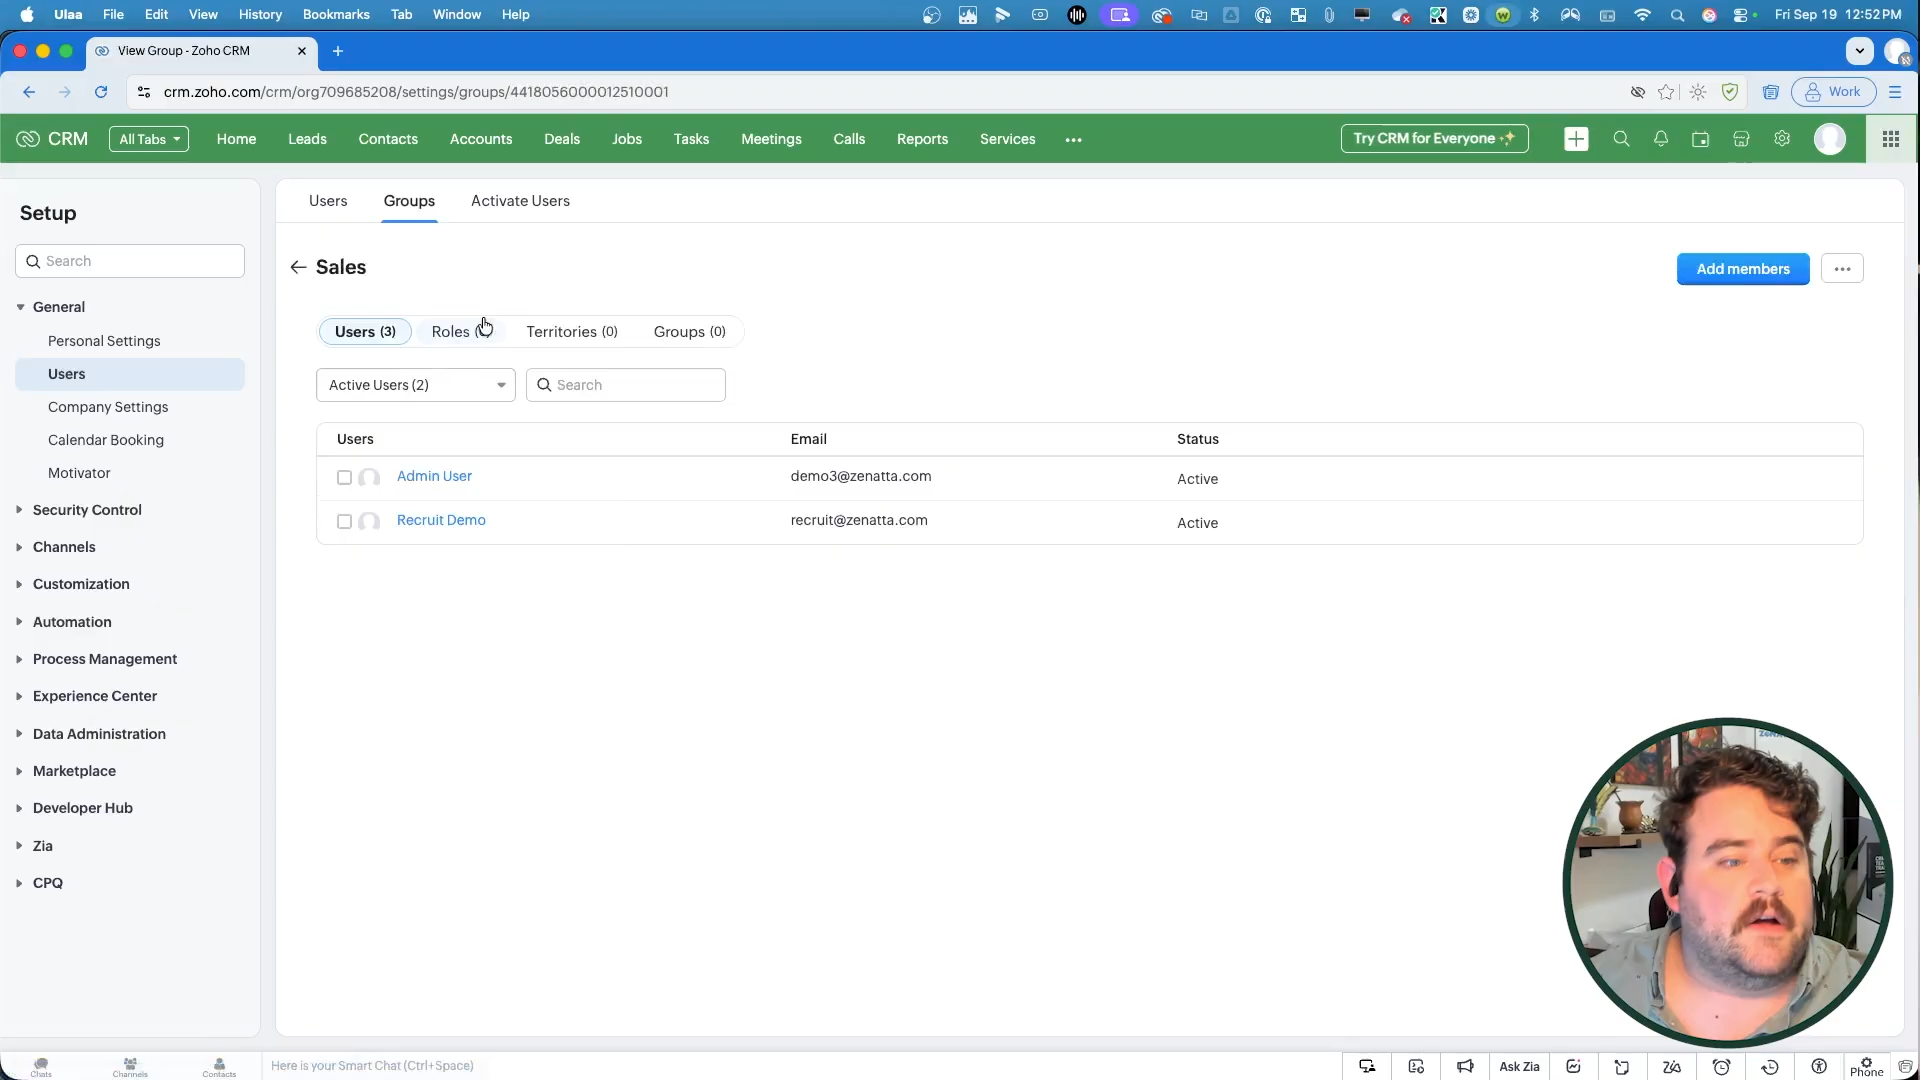 Ulaa File Edit View History Bookmarks Tab Window Help Fri Sep 19 12:52 PM
View Group - Zoho CRM
crm.zoho.com/crm/org709685208/settings/groups/4418056000012510001 Work
CRM All Tabs Home Leads Contacts Accounts Deals Jobs Tasks Meetings Calls Reports Services ... Try CRM for Everyone
Setup
Search
General
Personal Settings
Users
Company Settings
Calendar Booking
Motivator
Security Control
Channels
Customization
Automation
Process Management
Experience Center
Data Administration
Marketplace
Developer Hub
Zia
CPQ
Users Groups Activate Users
Sales
Add members
Users (3) Roles Territories (0) Groups (0)
Active Users (2) Search
Users Email Status
Admin User demo3@zenatta.com Active
Recruit Demo recruit@zenatta.com Active
Chats Channels Contacts Here is your Smart Chat (Ctrl+Space) Ask Zia Phone